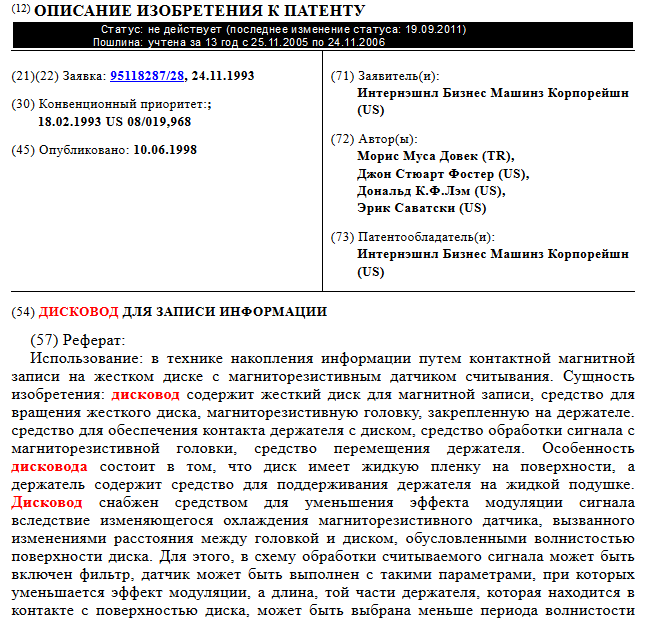 (12) ОПИСАНИЕ ИЗОБРЕТЕНИЯ К ПАТЕНТУ
Статус: не действует (последнее изменение статуса: 19.09.2011)
Пошлина: учтена за 13 год с 25.11.2005 по 24.11.2006
(21)(22) Заявка: 95118287/28, 24.11.1993
(30) Конвенционный приоритет:;
18.02.1993 US 08/019,968
(45) Опубликовано: 10.06.1998
(71) Заявитель(и):
Интернэшнл Бизнес Машинз Корпорейшн
(US)
(72) Автор(ы):
Морис Муса Довек (TR),
Джон Стюарт Фостер (US),
Дональд К.Ф.Лэм (US),
Эрик Саватски (US)
(73) Патентообладатель(и):
Интернэшнл Бизнес Машинз Корпорейшн
(US)
(54) ДИСКОВОД ДЛЯ ЗАПИСИ ИНФОРМАЦИИ
(57) Реферат:
Использование: в технике накопления информации путем контактной магнитной
записи на жестком диске с магниторезистивным датчиком считывания. Сущность
изобретения: дисковод содержит жесткий диск для магнитной записи, средство для
вращения жесткого диска, магниторезистивную головку, закрепленную на держателе.
средство для обеспечения контакта держателя с диском, средство обработки сигнала с
магниторезистивной головки, средство перемещения держателя. Особенность
дисковода состоит в том, что диск имеет жидкую пленку на поверхности, а
держатель содержит средство для поддерживания держателя на жидкой подушке.
Дисковод снабжен средством для уменьшения эффекта модуляции сигнала
вследствие изменяющегося охлаждения магниторезистивного датчика, вызванного
изменениями расстояния между головкой и диском, обусловленными волнистостью
поверхности диска. Для этого, в схему обработки считываемого сигнала может быть
включен фильтр, датчик может быть выполнен с такими параметрами, при которых
уменьшается эффект модуляции, а длина, той части держателя, которая находится в
контакте с поверхностью диска, может быть выбрана меньше периода волнистости